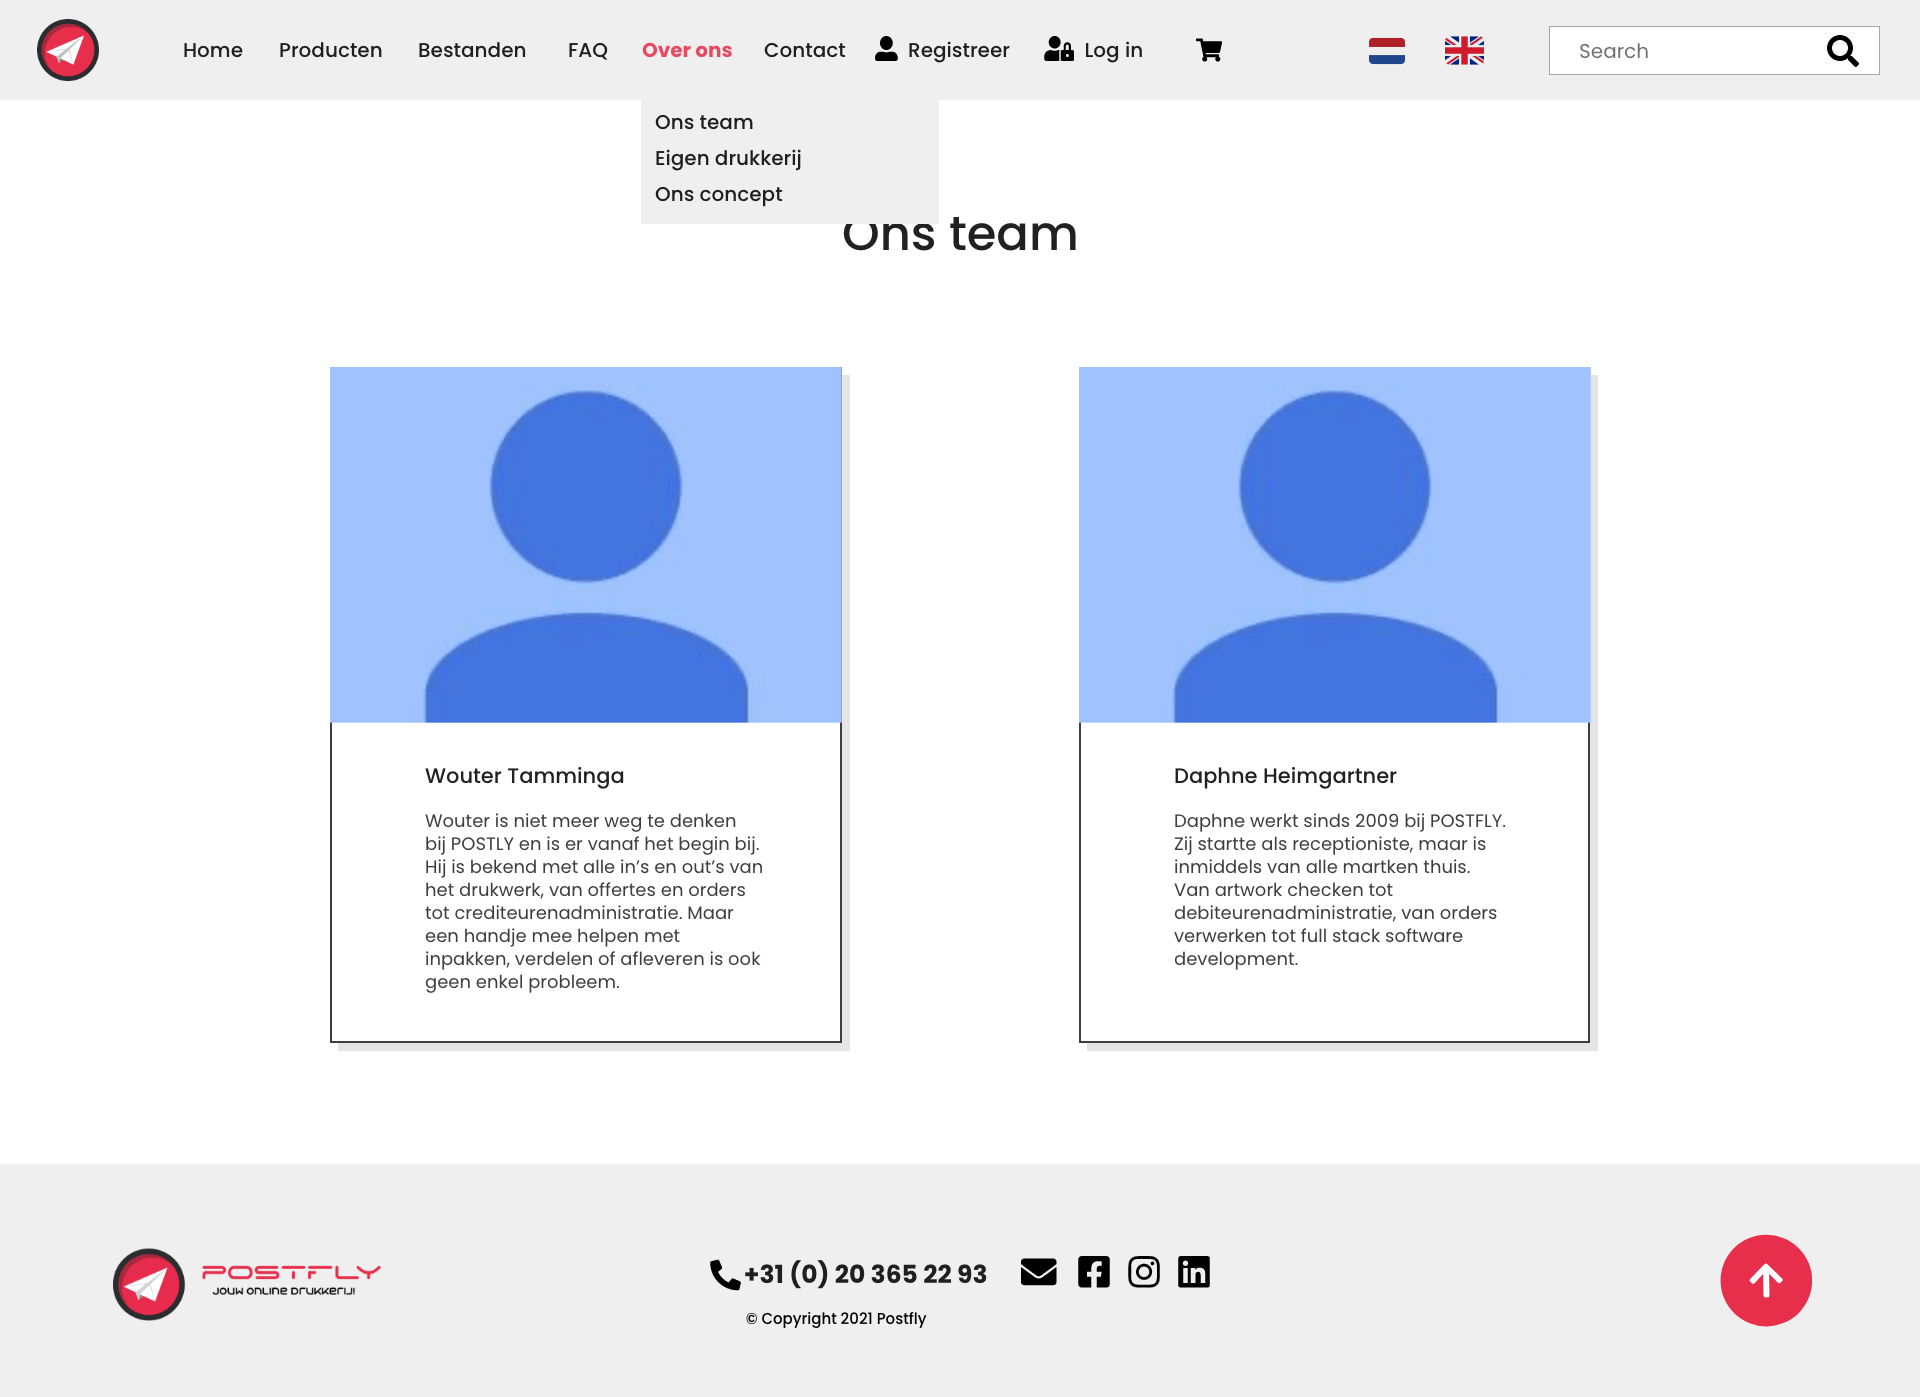 Home Producten Bestanden FAQ Over ons Contact Registreer Log in Search
Ons team
Eigen drukkerij
Ons concept
Ons team
Wouter Tamminga
Wouter is niet meer weg te denken
bij POSTLY en is er vanaf het begin bij.
Hij is bekend met alle in’s en out’s van
het drukwerk, van offertes en orders
tot crediteurenadministratie. Maar
een handje mee helpen met
inpakken, verdelen of afleveren is ook
geen enkel probleem.
Daphne Heimgartner
Daphne werkt sinds 2009 bij POSTFLY.
Zij startte als receptioniste, maar is
inmiddels van alle martken thuis.
Van artwork checken tot
debiteurenadministratie, van orders
verwerken tot full stack software
development.
POSTFLY
JOUW ONLINE DRUKKERIJ!
+31 (0) 20 365 22 93
© Copyright 2021 Postfly